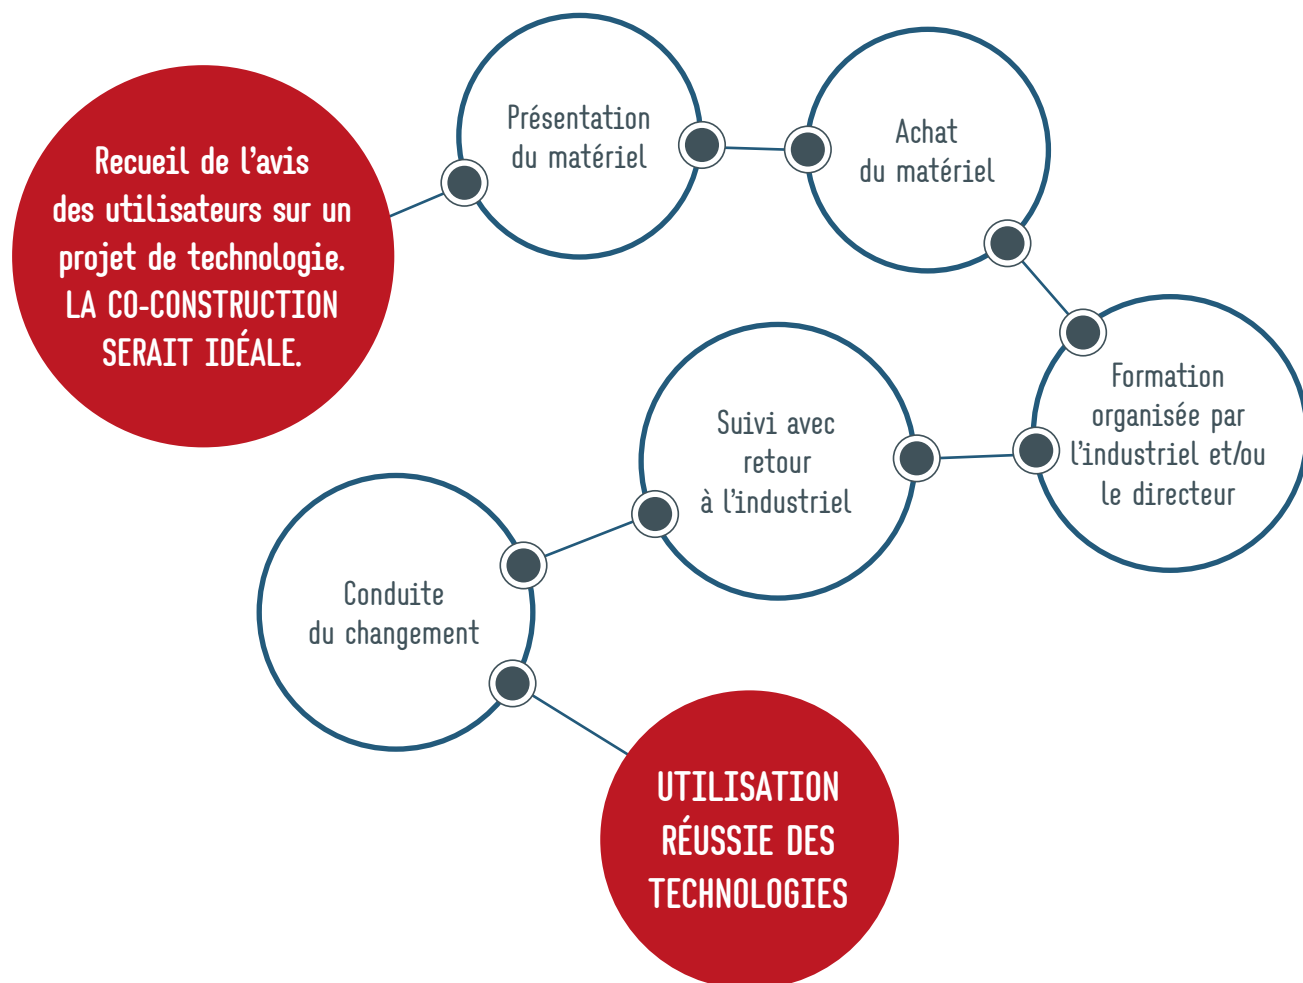 Recueil de l’avis
des utilisateurs sur un
projet de technologie.
LA CO-CONSTRUCTION
SERAIT IDÉALE.
Présentation
du matériel
Achat
du matériel
Formation
organisée par
l’industriel et/ou
le directeur
Suivi avec
retour
à l’industriel
Conduite
du changement
UTILISATION
RÉUSSIE DES
TECHNOLOGIES